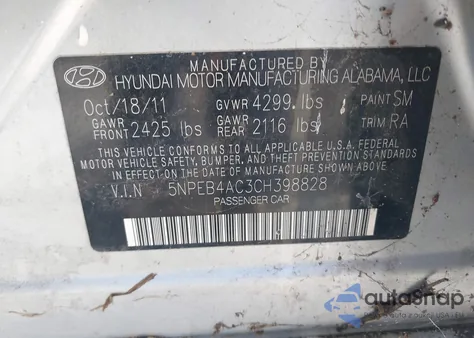 MANUFACTURED BY
HYUNDAI MOTOR MANUFACTURING ALABAMA, LLC
Oct/18/11 GVWR 4299 lbs PAINT SM
GAWR FRONT 2425 lbs GAWR REAR 2116 lbs TRIM RA
THIS VEHICLE CONFORMS TO ALL APPLICABLE
U.S. FEDERAL MOTOR VEHICLE SAFETY, BUMPER,
AND THEFT PREVENTION STANDARDS IN EFFECT ON
THE DATE OF MANUFACTURE SHOWN ABOVE.
V.I.N 5NPEB4AC3CH398828
PASSENGER CAR
autosnap